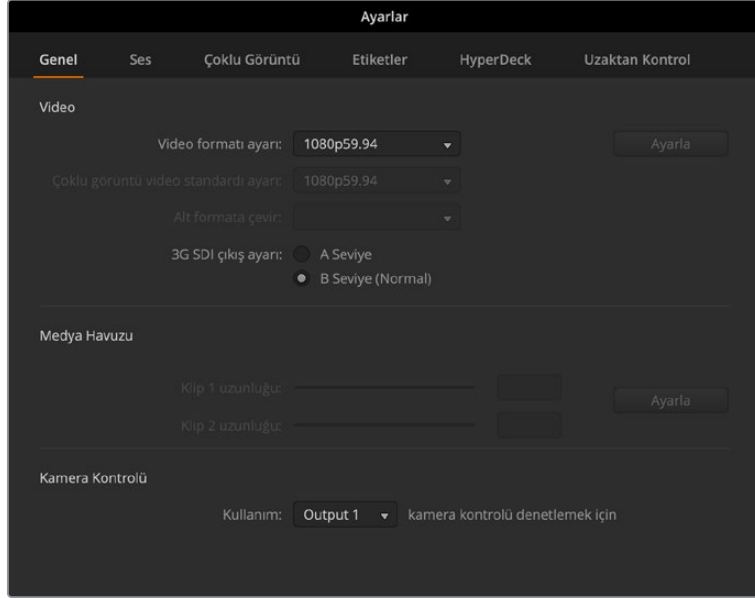 Ayarlar
Genel Ses Çoklu Görüntü Etiketler HyperDeck Uzaktan Kontrol
Video
Video formatı ayarı: 1080p59.94 Ayarla
Çoklu görüntü video standardı ayarı: 1080p59.94
Alt formata çevir:
3G SDI çıkış ayarı: A Seviye
B Seviye (Normal)
Medya Havuzu
Klip 1 uzunluğu:
Ayarla
Klip 2 uzunluğu:
Kamera Kontrolü
Kullanım: Output 1 kamera kontrolü denetlemek için